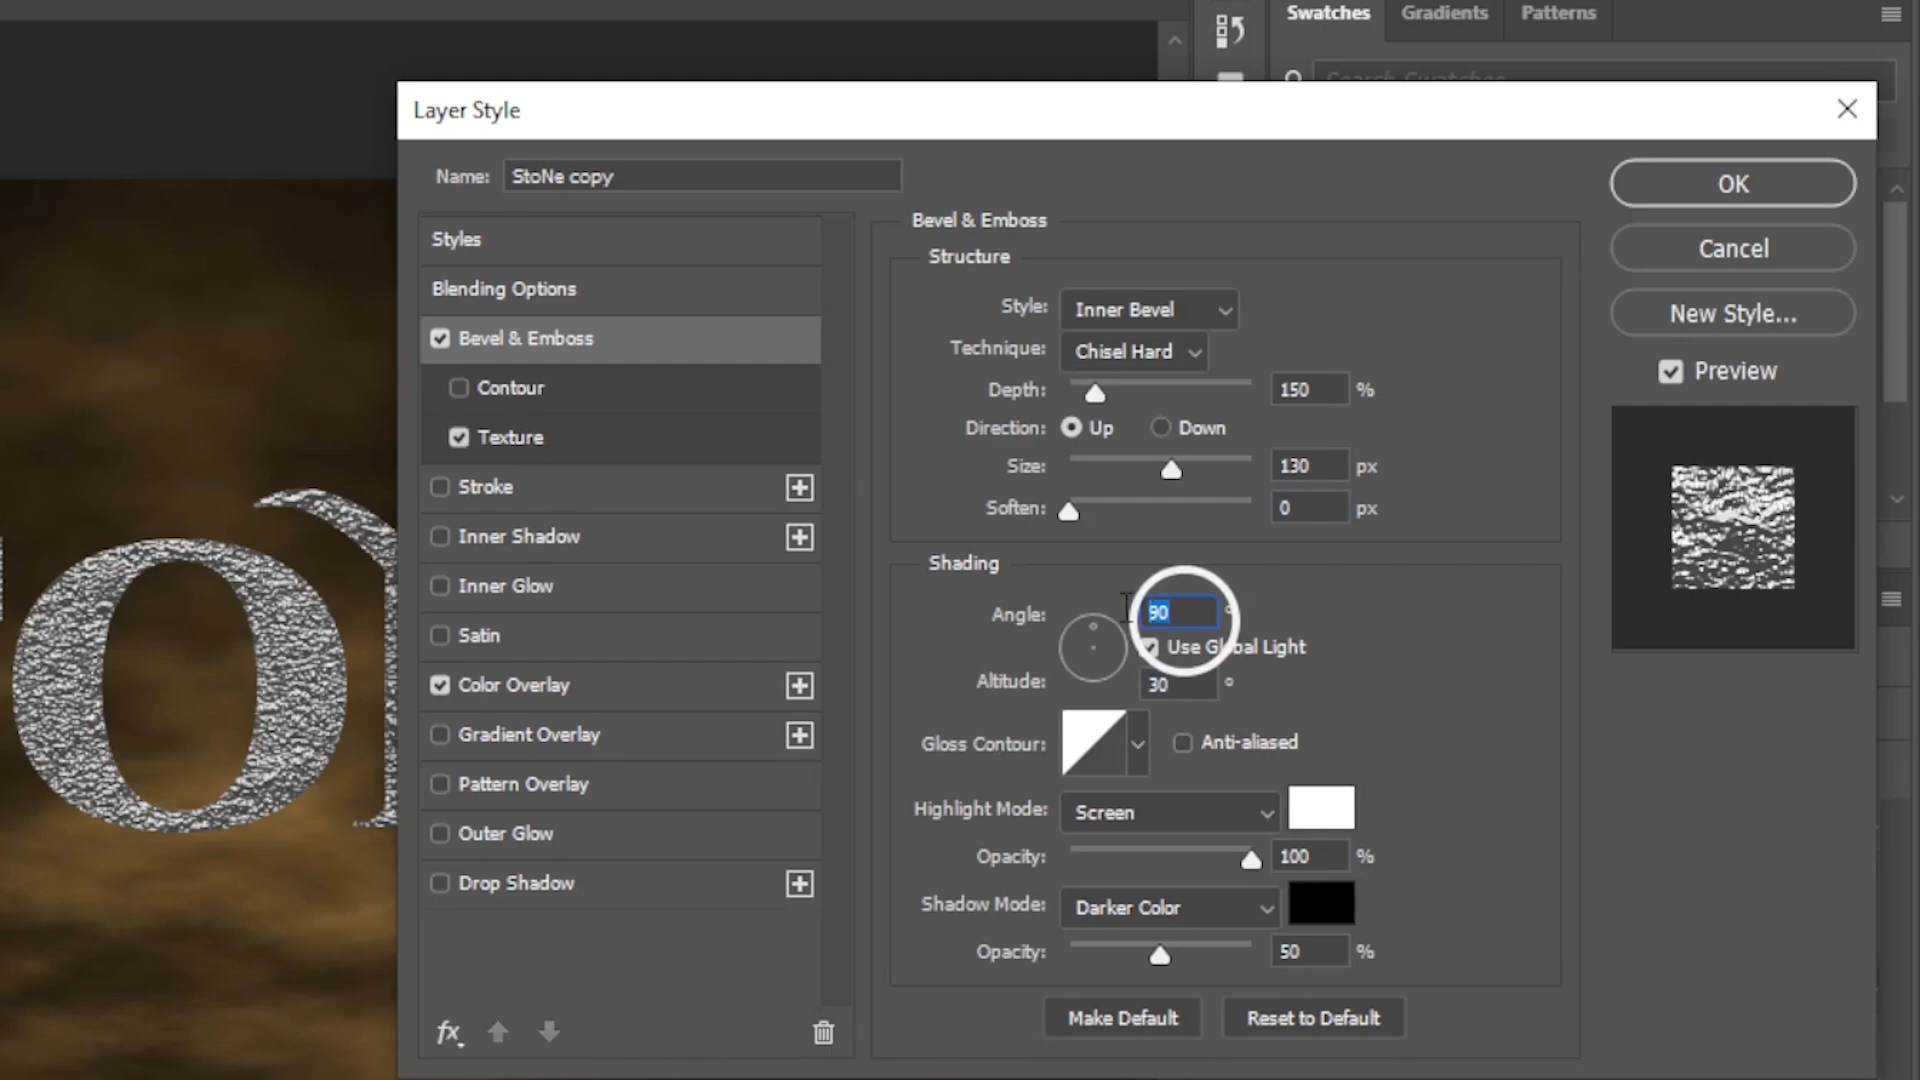 Swatches Gradients Patterns
Search Swatches
Layer Style
Name: StoNe copy
OK
Cancel
New Style...
Preview
Styles
Blending Options
Bevel & Emboss
Contour
Texture
Stroke
Inner Shadow
Inner Glow
Satin
Color Overlay
Gradient Overlay
Pattern Overlay
Outer Glow
Drop Shadow
fx
Bevel & Emboss
Structure
Style: Inner Bevel
Technique: Chisel Hard
Depth: 150 %
Direction: Up Down
Size: 130 px
Soften: 0 px
Shading
Angle: 90 °
Use Global Light
Altitude: 30 °
Gloss Contour: Anti-aliased
Highlight Mode: Screen
Opacity: 100 %
Shadow Mode: Darker Color
Opacity: 50 %
Make Default Reset to Default